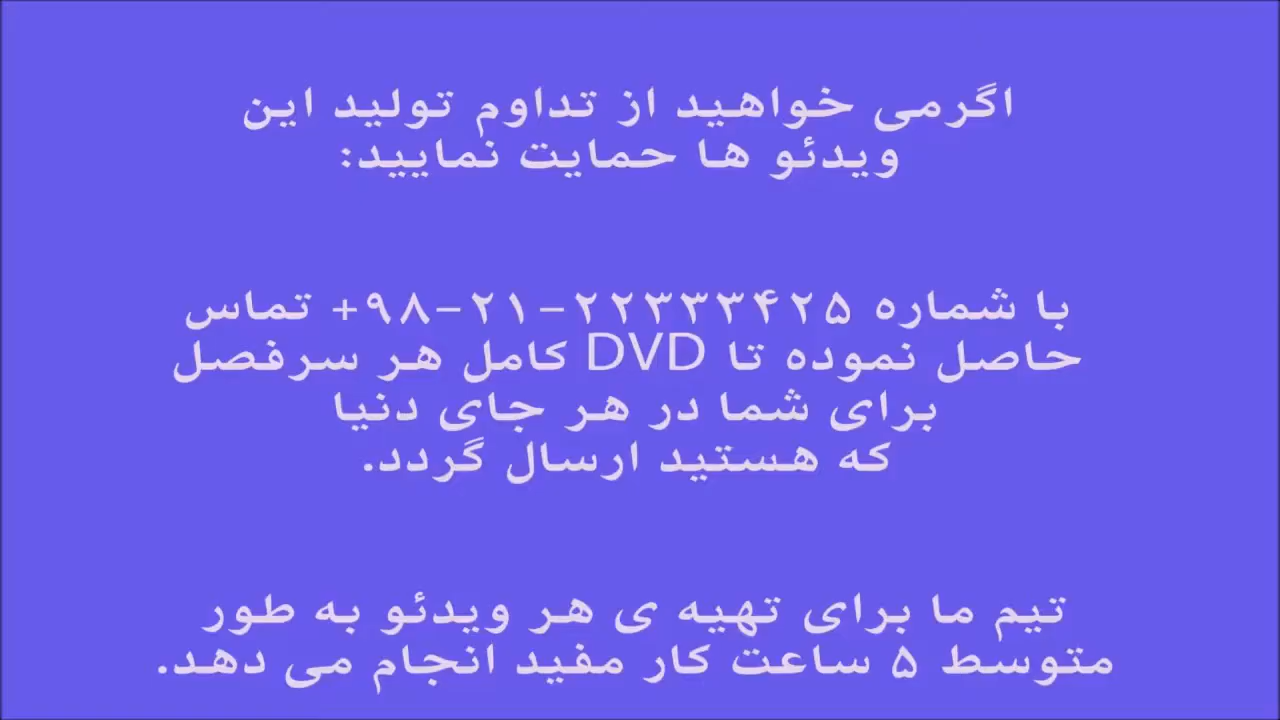 اگرمی خواهید از تداوم تولید این
ویدئو ها حمایت نمایید:
با شماره ۲۲۳۳۳۴۲۵-۲۱-۹۸+ تماس
حاصل نموده تا DVD کامل هر سرفصل
برای شما در هر جای دنیا
که هستید ارسال گردد.
تیم ما برای تهیه ی هر ویدئو به طور
متوسط ۵ ساعت کار مفید انجام می دهد.